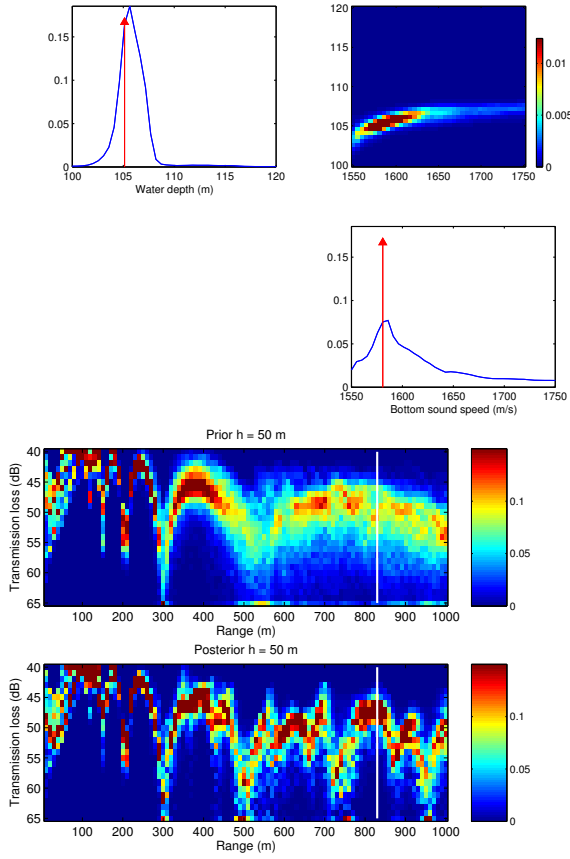 0.15
0.1
0.05
0
100 105 110 115 120
Water depth (m)
120
115
110
105
100
1550 1600 1650 1700 1750
0.01
0.005
0
0.15
0.1
0.05
0
1550 1600 1650 1700 1750
Bottom sound speed (m/s)
Prior h = 50 m
Transmission loss (dB)
40
45
50
55
60
65
100 200 300 400 500 600 700 800 900 1000
Range (m)
0.1
0.05
0
Posterior h = 50 m
Transmission loss (dB)
40
45
50
55
60
65
100 200 300 400 500 600 700 800 900 1000
Range (m)
0.1
0.05
0